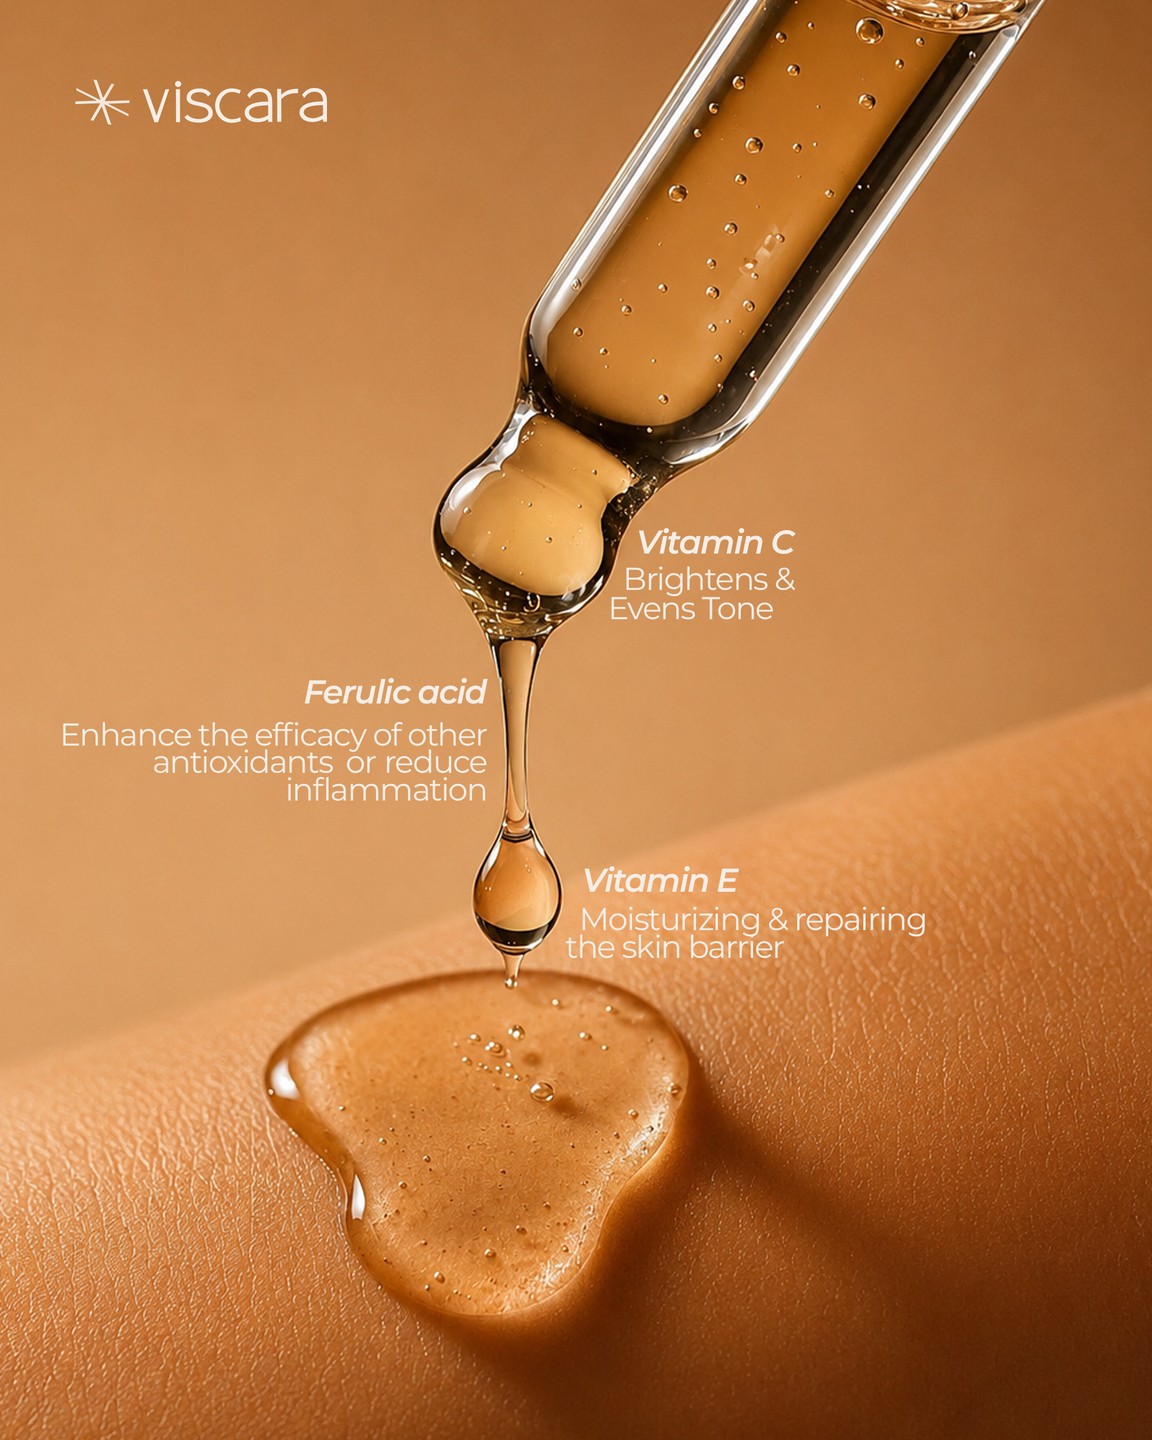 viscara
Vitamin C
Brightens &
Evens Tone
Ferulic acid
Enhance the efficacy of other
antioxidants or reduce
inflammation
Vitamin E
Moisturizing & repairing
the skin barrier